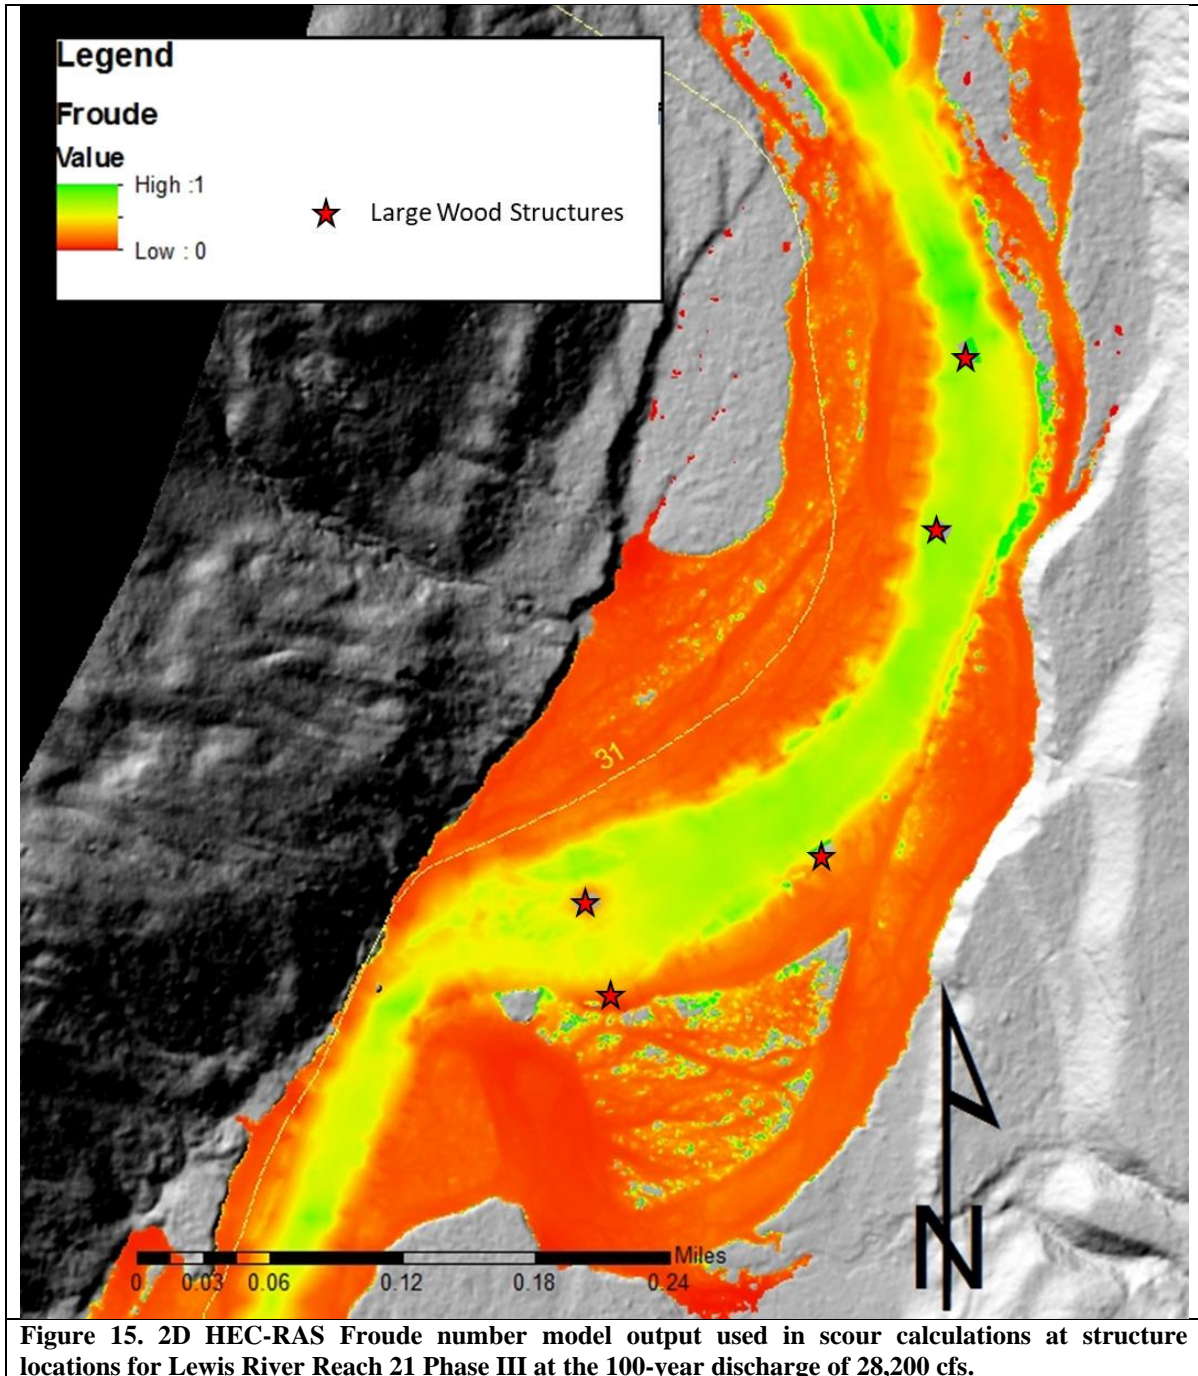 Legend
Froude
Value
High :1
Low : 0
Large Wood Structures
31
Miles
0 0.03 0.06 0.12 0.18 0.24
N
Figure 15. 2D HEC-RAS Froude number model output used in scour calculations at structure
locations for Lewis River Reach 21 Phase III at the 100-year discharge of 28,200 cfs.